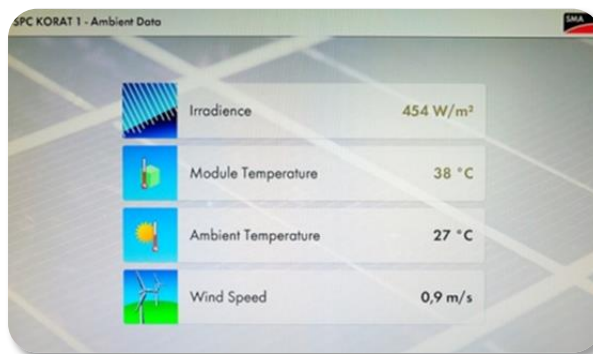 SPC KORAT 1 - Ambient Data
SMA
Irradience 454 W/m²
Module Temperature 38 °C
Ambient Temperature 27 °C
Wind Speed 0,9 m/s